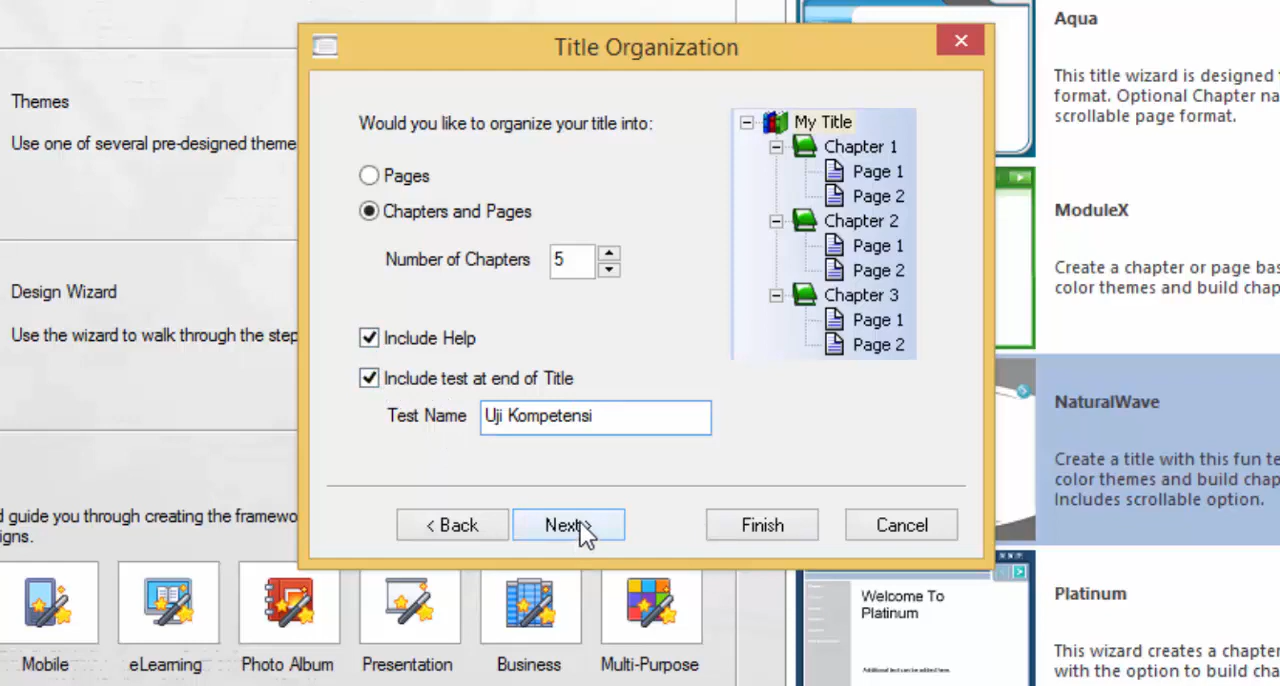 Title Organization
Would you like to organize your title into:
Pages
Chapters and Pages
Number of Chapters 5
Include Help
Include test at end of Title
Test Name Uji Kompetensi
< Back
Next >
Finish
Cancel
My Title
Chapter 1
Page 1
Page 2
Chapter 2
Page 1
Page 2
Chapter 3
Page 1
Page 2
Themes
Use one of several pre-designed theme
Design Wizard
Use the wizard to walk through the step
d guide you through creating the framewo
igns.
Mobile
eLearning
Photo Album
Presentation
Business
Multi-Purpose
Aqua
This title wizard is designed
format. Optional Chapter na
scrollable page format.
ModuleX
Create a chapter or page bas
color themes and build chap
NaturalWave
Create a title with this fun te
color themes and build chap
Includes scrollable option.
Welcome To
Platinum
Additional text can be added here.
Platinum
This wizard creates a chapter
with the option to build cha